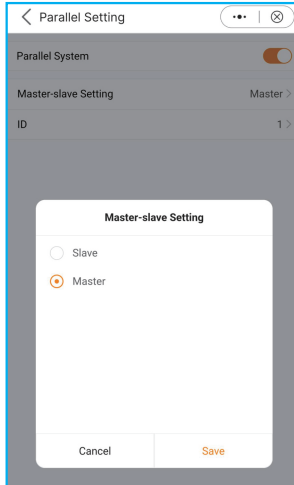 Parallel Setting
Parallel System
Master-slave Setting Master
ID 1
Master-slave Setting
Slave
Master
Cancel Save